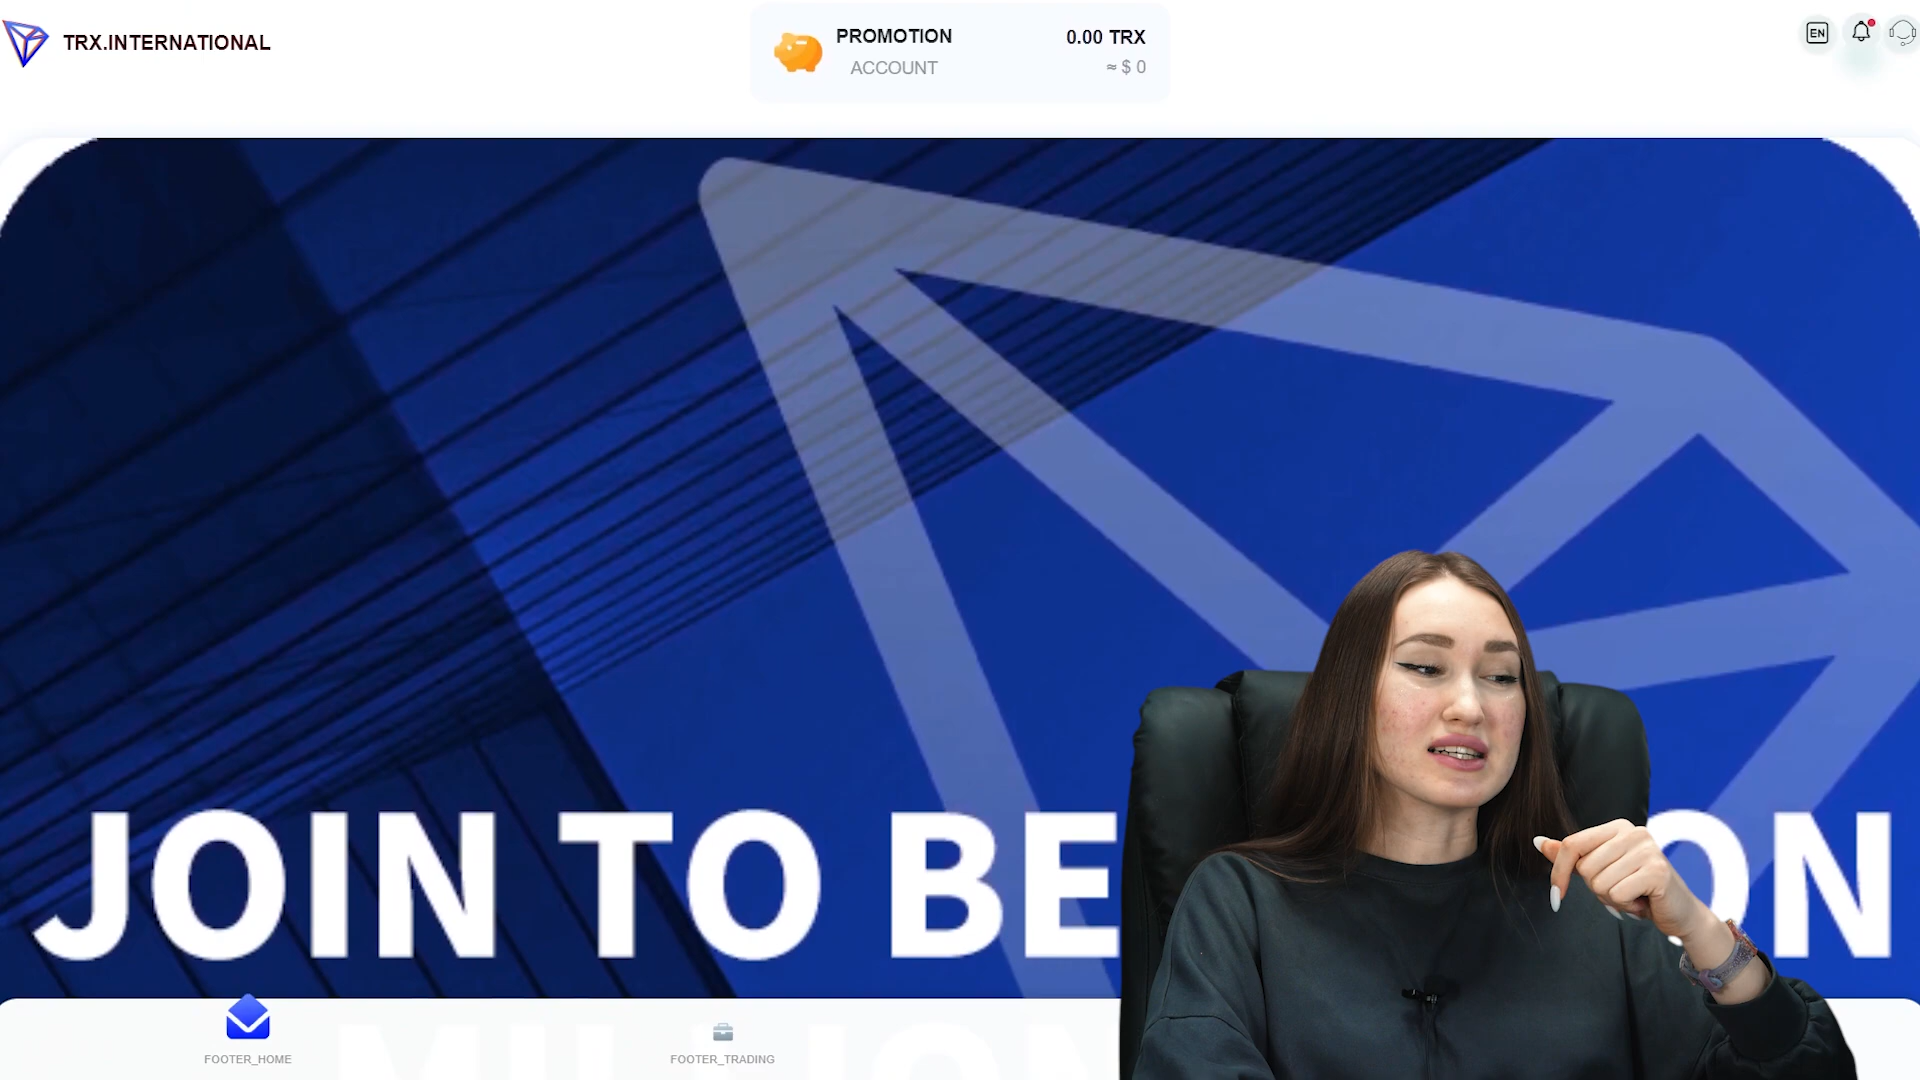 TRX.INTERNATIONAL
PROMOTION
0.00 TRX
ACCOUNT
≈ $ 0
EN
JOIN TO BE
ON
FOOTER_HOME
FOOTER_TRADING